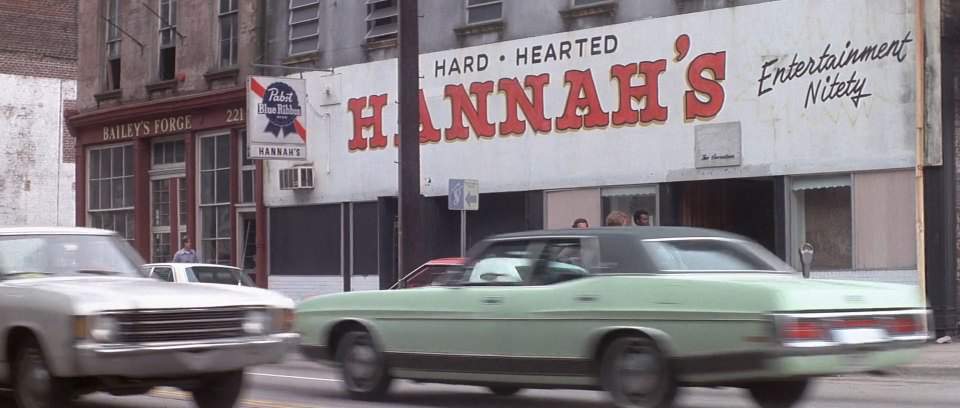 BAILEY'S FORGE 221
Pabst
Blue Ribbon
HANNAH'S
HARD • HEARTED
HANNAH'S
Entertainment
Nitety